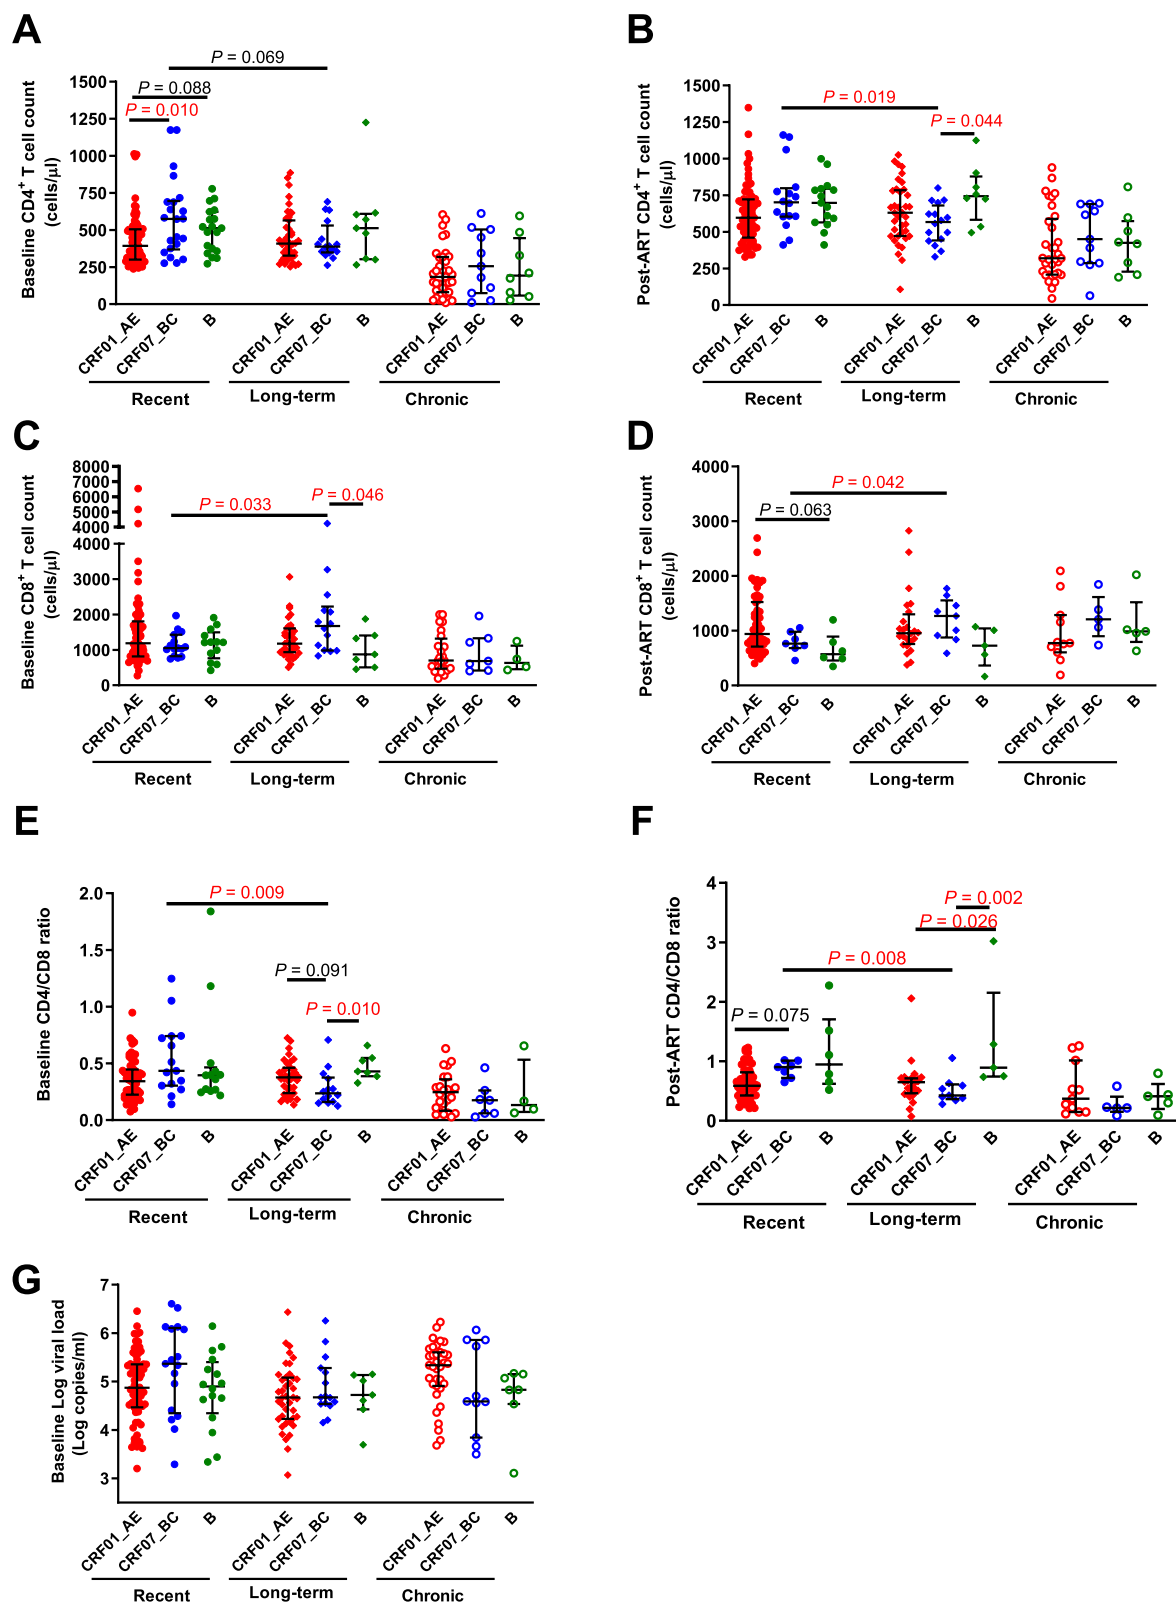 A
P = 0.069
P = 0.088
P = 0.010
Baseline CD4+ T cell count
(cells/µl)
1500
1250
1000
750
500
250
0
CRF01_AE
CRF07_BC
B
CRF01_AE
CRF07_BC
B
CRF01_AE
CRF07_BC
B
Recent
Long-term
Chronic
B
P = 0.019
P = 0.044
Post-ART CD4+ T cell count
(cells/µl)
1500
1250
1000
750
500
250
0
CRF01_AE
CRF07_BC
B
CRF01_AE
CRF07_BC
B
CRF01_AE
CRF07_BC
B
Recent
Long-term
Chronic
C
P = 0.033
P = 0.046
Baseline CD8+ T cell count
(cells/µl)
8000
7000
6000
5000
4000
4000
3000
2000
1000
0
CRF01_AE
CRF07_BC
B
CRF01_AE
CRF07_BC
B
CRF01_AE
CRF07_BC
B
Recent
Long-term
Chronic
D
P = 0.042
P = 0.063
Post-ART CD8+ T cell count
(cells/µl)
4000
3000
2000
1000
0
CRF01_AE
CRF07_BC
B
CRF01_AE
CRF07_BC
B
CRF01_AE
CRF07_BC
B
Recent
Long-term
Chronic
E
P = 0.009
P = 0.091
P = 0.010
Baseline CD4/CD8 ratio
2.0
1.5
1.0
0.5
0.0
CRF01_AE
CRF07_BC
B
CRF01_AE
CRF07_BC
B
CRF01_AE
CRF07_BC
B
Recent
Long-term
Chronic
F
P = 0.002
P = 0.026
P = 0.008
P = 0.075
Post-ART CD4/CD8 ratio
4
3
2
1
0
CRF01_AE
CRF07_BC
B
CRF01_AE
CRF07_BC
B
CRF01_AE
CRF07_BC
B
Recent
Long-term
Chronic
G
Baseline Log viral load
(Log copies/ml)
7
6
5
4
3
CRF01_AE
CRF07_BC
B
CRF01_AE
CRF07_BC
B
CRF01_AE
CRF07_BC
B
Recent
Long-term
Chronic